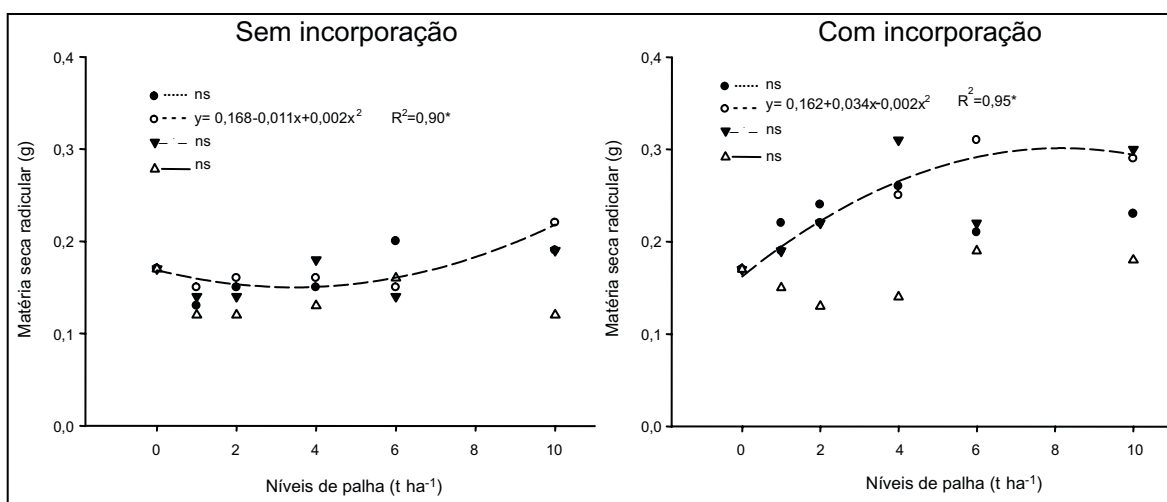 Sem incorporação
0,4
0,3
0,2
0,1
0,0
Matéria seca radicular (g)
ns
y= 0,168-0,011x+0,002x² R²=0,90*
ns
ns
0 2 4 6 8 10
Níveis de palha (t ha⁻¹)
Com incorporação
0,4
0,3
0,2
0,1
0,0
Matéria seca radicular (g)
ns
y= 0,162+0,034x-0,002x² R²=0,95*
ns
ns
0 2 4 6 8 10
Níveis de palha (t ha⁻¹)